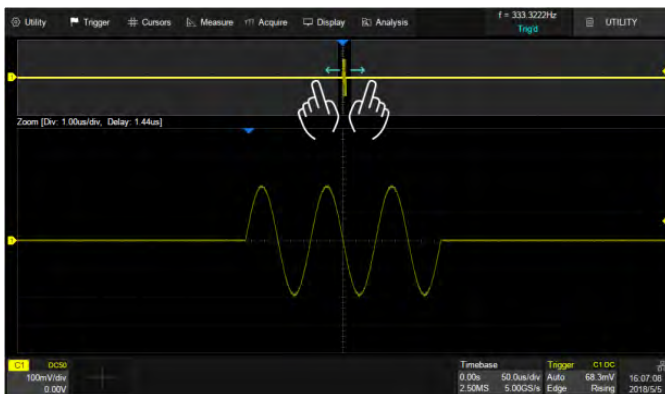 Utility Trigger Cursors Measure Acquire Display Analysis f = 333.3222Hz UTILITY
Trig'd
Zoom [Div: 1.00us/div, Delay: 1.44us]
C1 DC50 Timebase Trigger C1 DC
100mV/div 0.00s 50.0us/div Auto 68.3mV 16:07:08
0.00V 2.50MS 5.00GS/s Edge Rising 2018/5/5